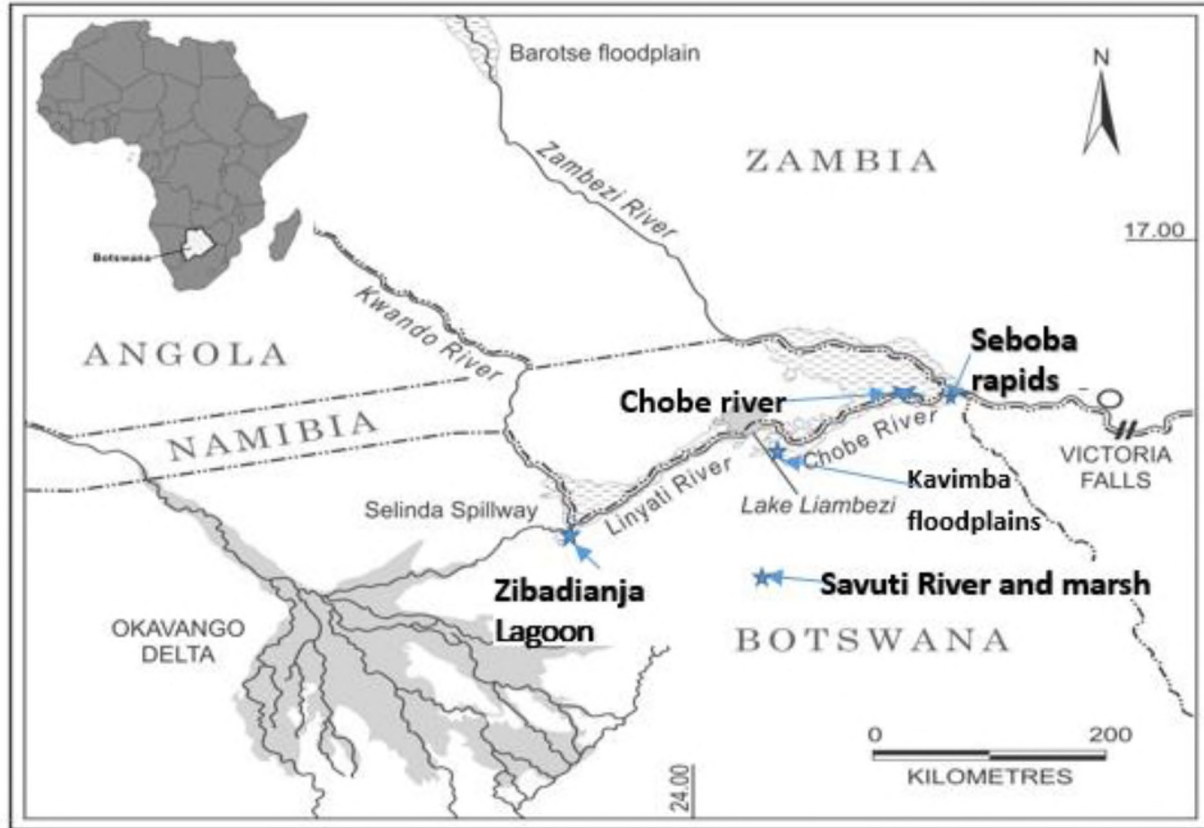 Barotse floodplain
N
Zambezi River
ZAMBIA
17.00
Botswana
Kwando River
ANGOLA
Seboba
rapids
Chobe river
NAMIBIA
Chobe River
VICTORIA
FALLS
Linyati River
Kavimba
floodplains
Lake Liambezi
Selinda Spillway
Zibadianja
Lagoon
Savuti River and marsh
OKAVANGO
DELTA
BOTSWANA
0 200
KILOMETRES
24.00